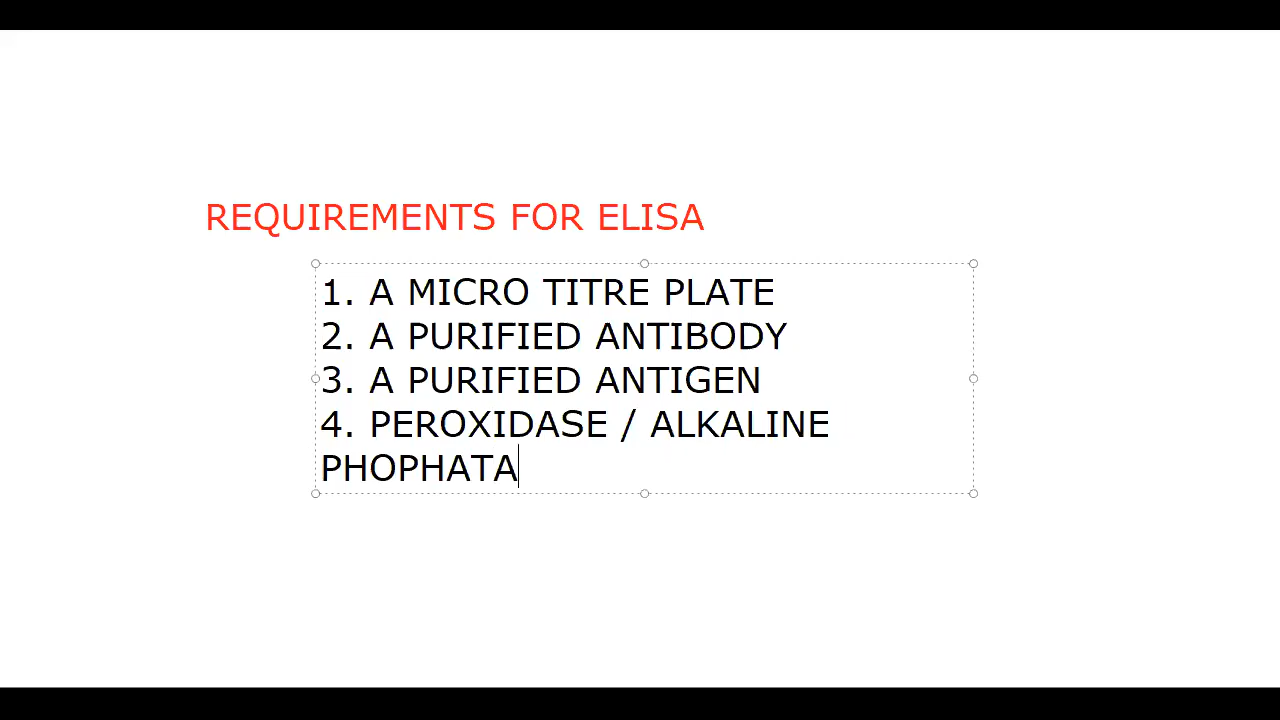 REQUIREMENTS FOR ELISA
1. A MICRO TITRE PLATE
2. A PURIFIED ANTIBODY
3. A PURIFIED ANTIGEN
4. PEROXIDASE / ALKALINE
PHOPHATA